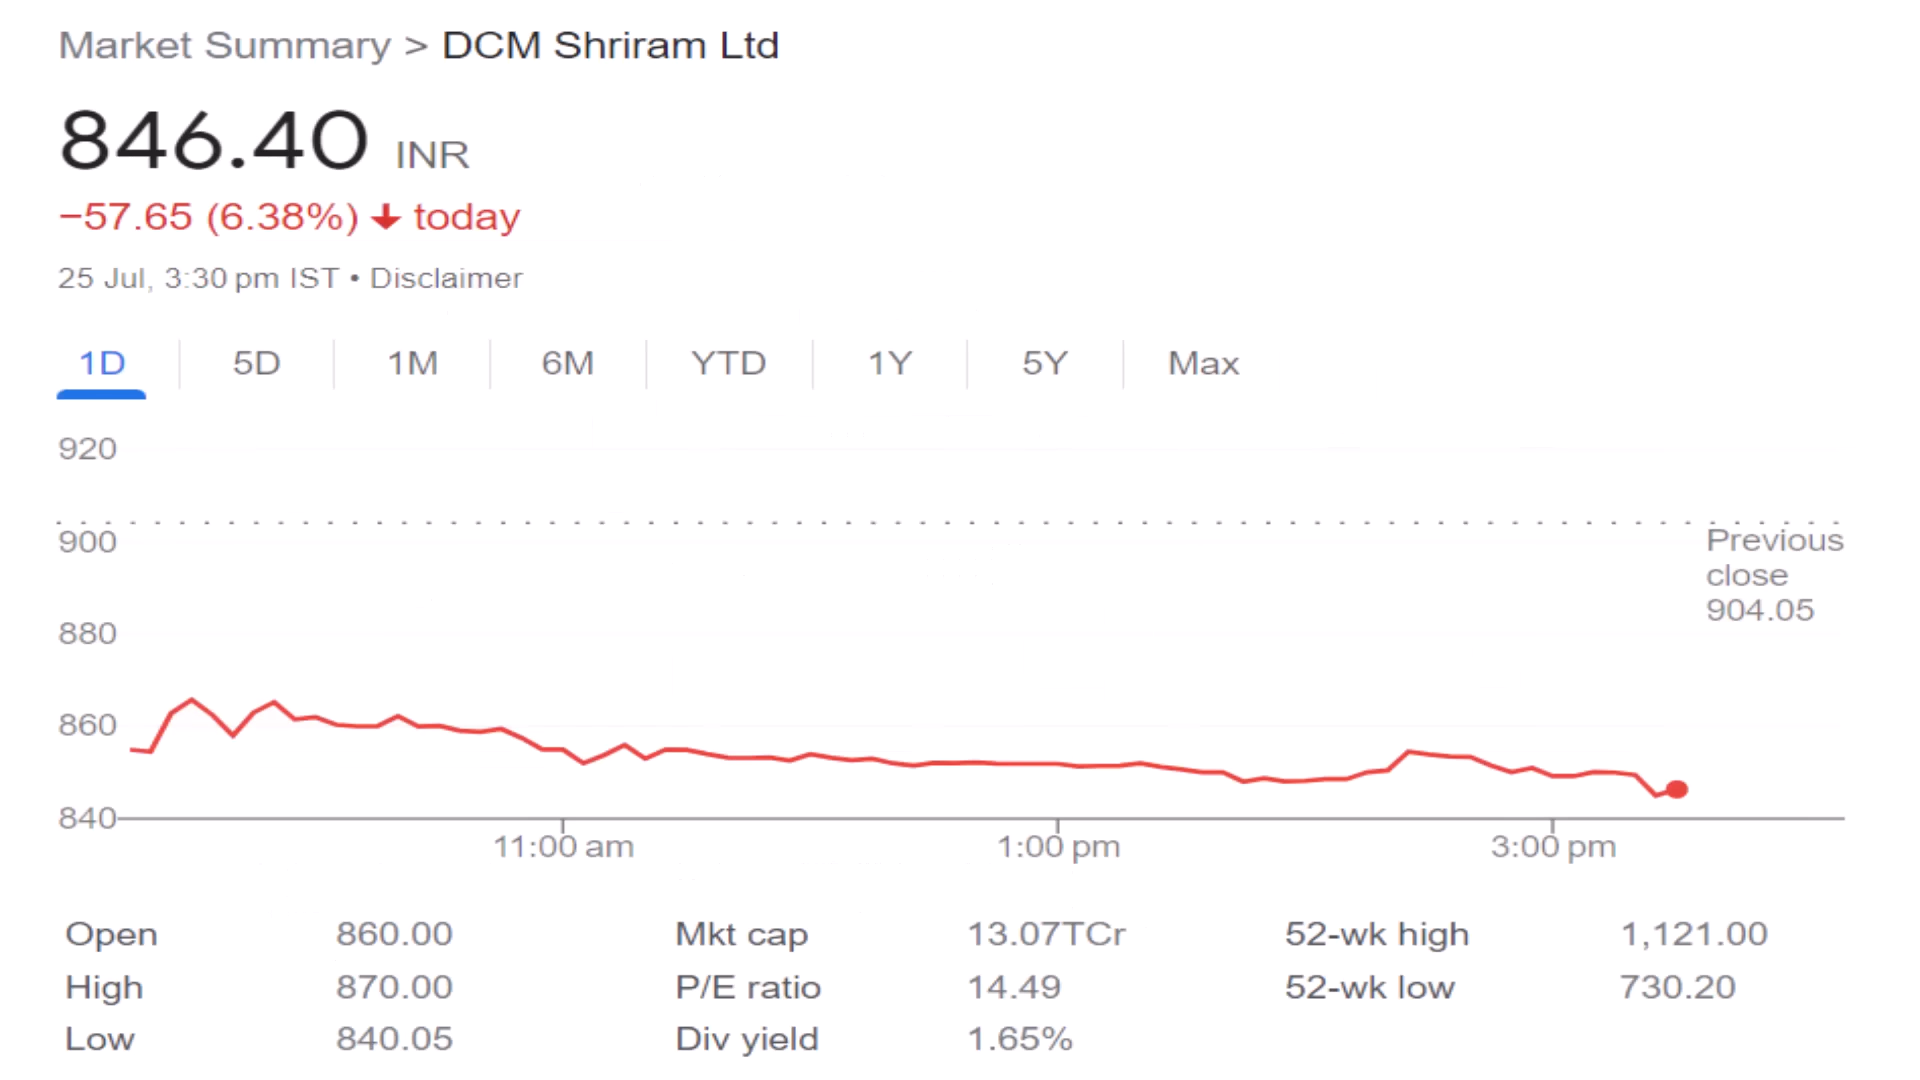 Market Summary > DCM Shriram Ltd
846.40 INR
−57.65 (6.38%) ↓ today
25 Jul, 3:30 pm IST • Disclaimer
1D 5D 1M 6M YTD 1Y 5Y Max
920
900
880
860
840
Previous
close
904.05
11:00 am 1:00 pm 3:00 pm
Open 860.00 Mkt cap 13.07TCr 52-wk high 1,121.00
High 870.00 P/E ratio 14.49 52-wk low 730.20
Low 840.05 Div yield 1.65%